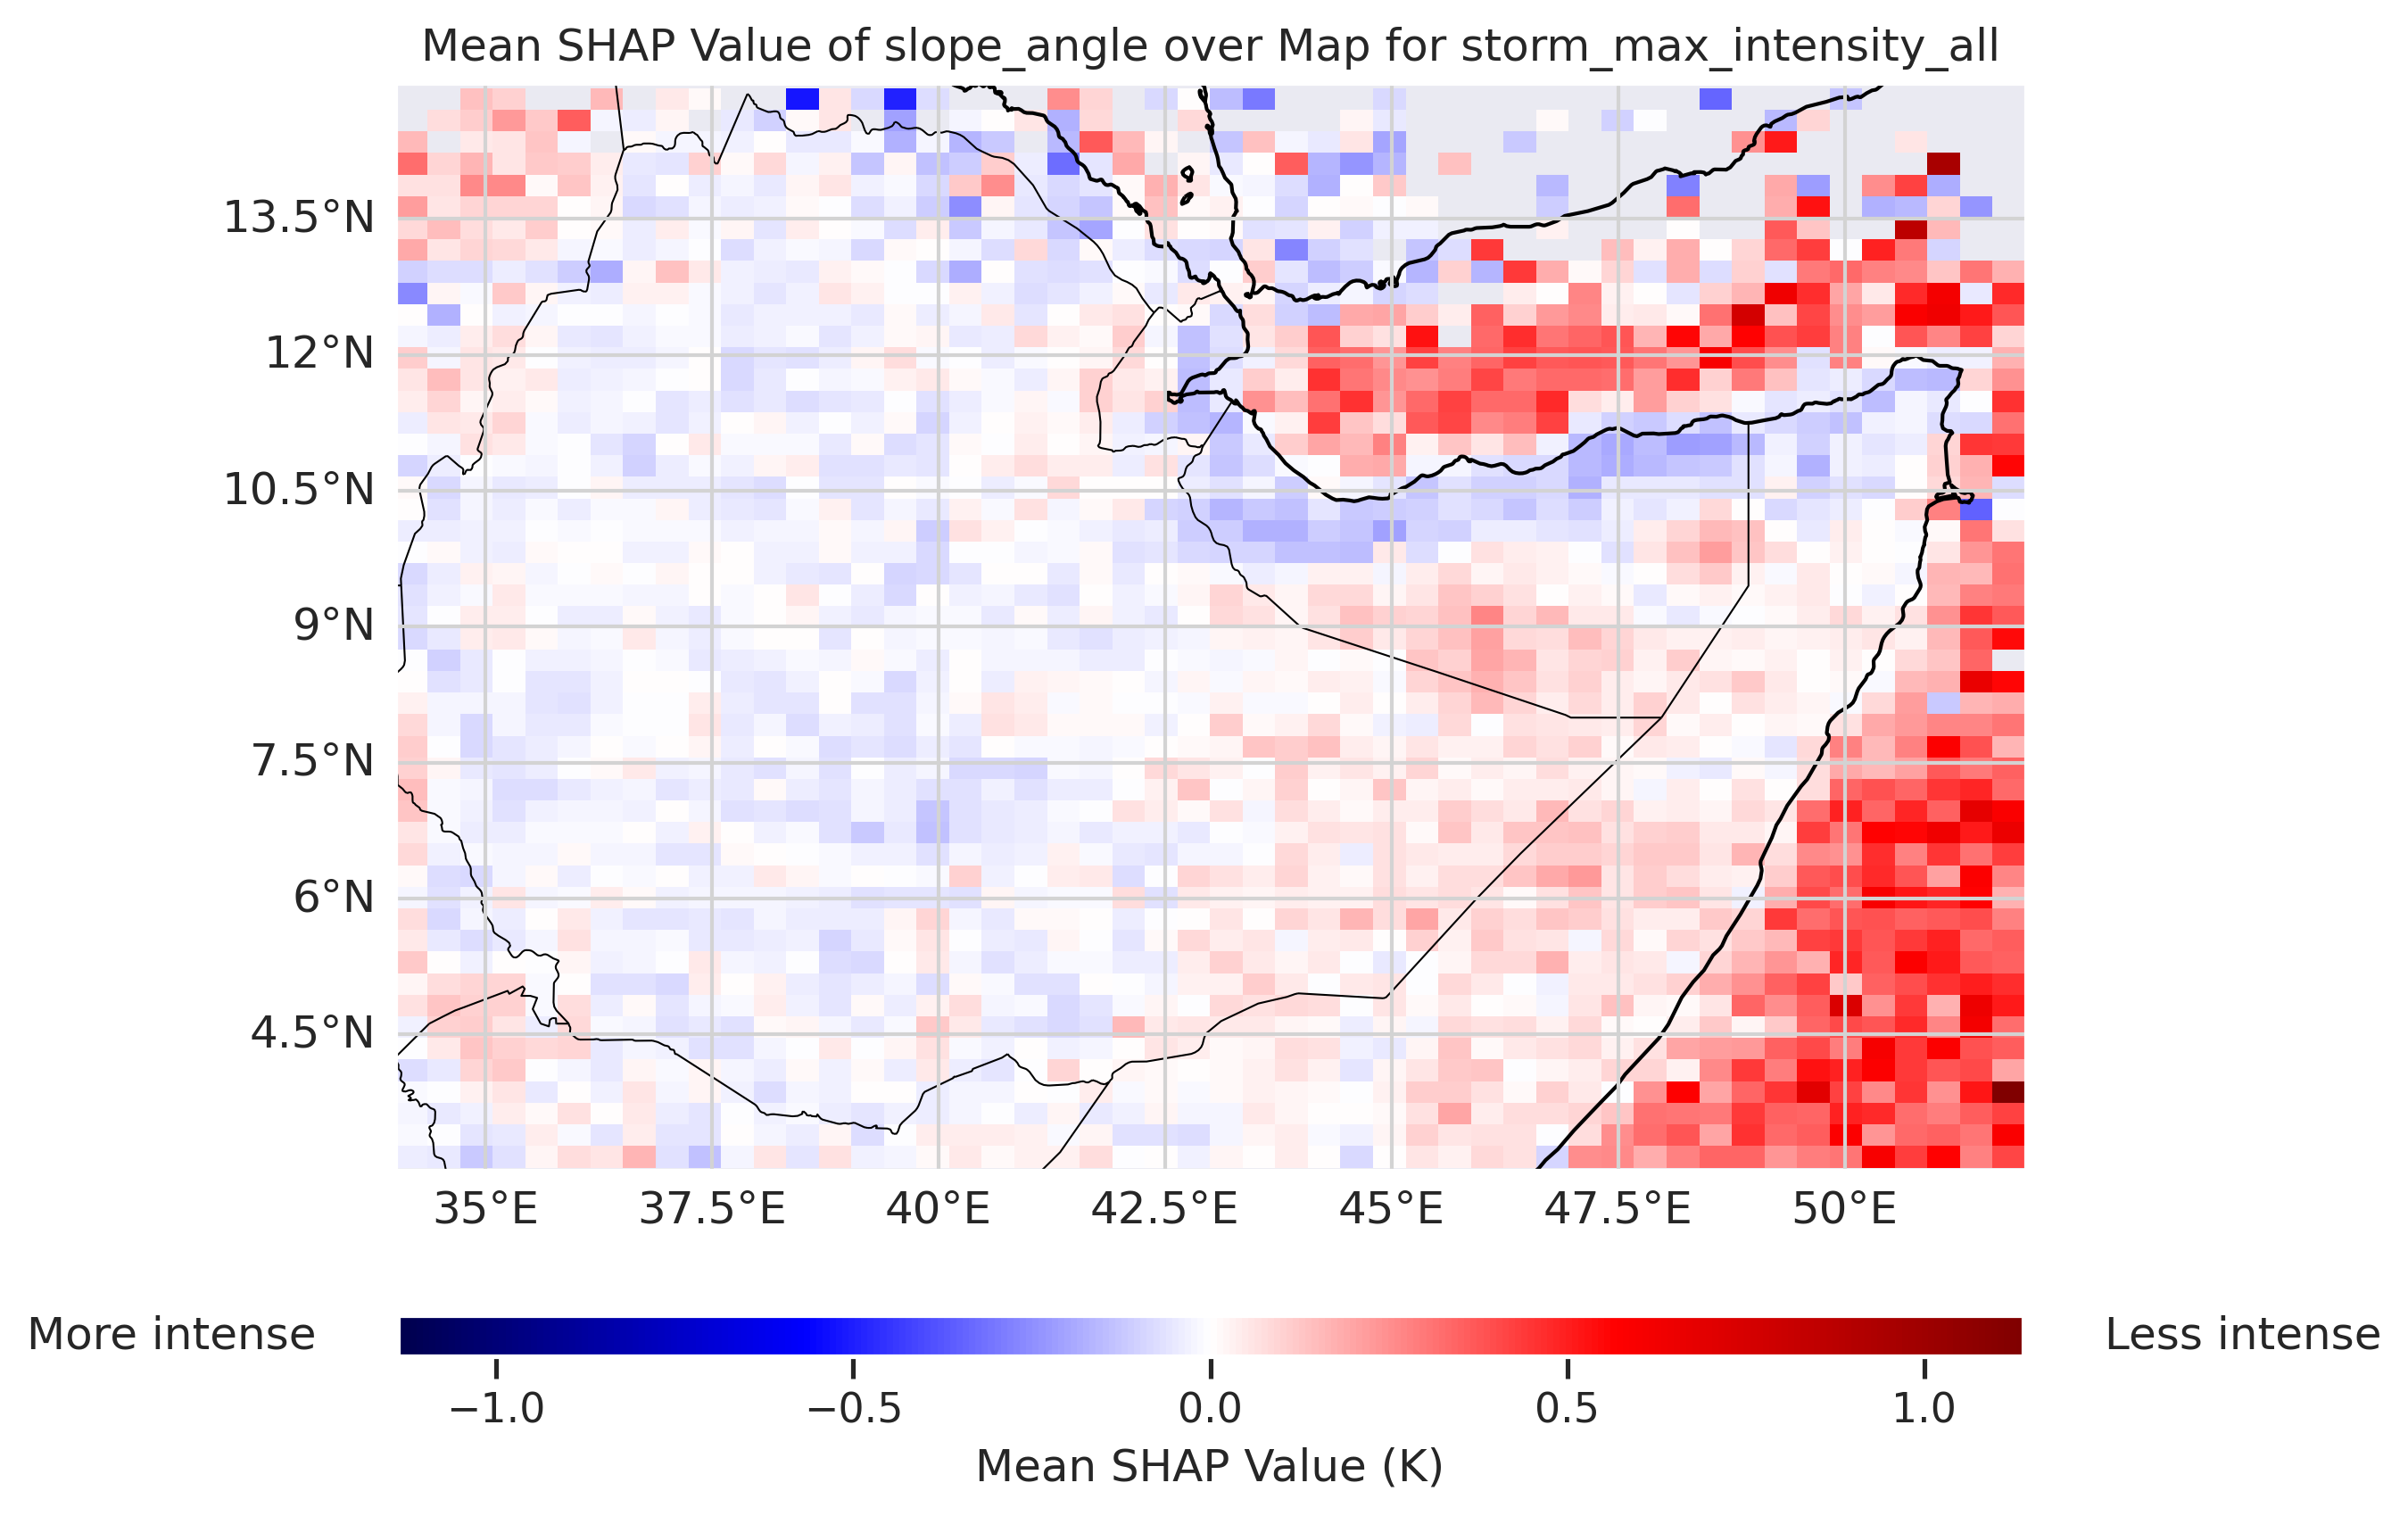 Mean SHAP Value of slope_angle over Map for storm_max_intensity_all
13.5°N
12°N
10.5°N
9°N
7.5°N
6°N
4.5°N
35°E 37.5°E 40°E 42.5°E 45°E 47.5°E 50°E
More intense Less intense
−1.0 −0.5 0.0 0.5 1.0
Mean SHAP Value (K)